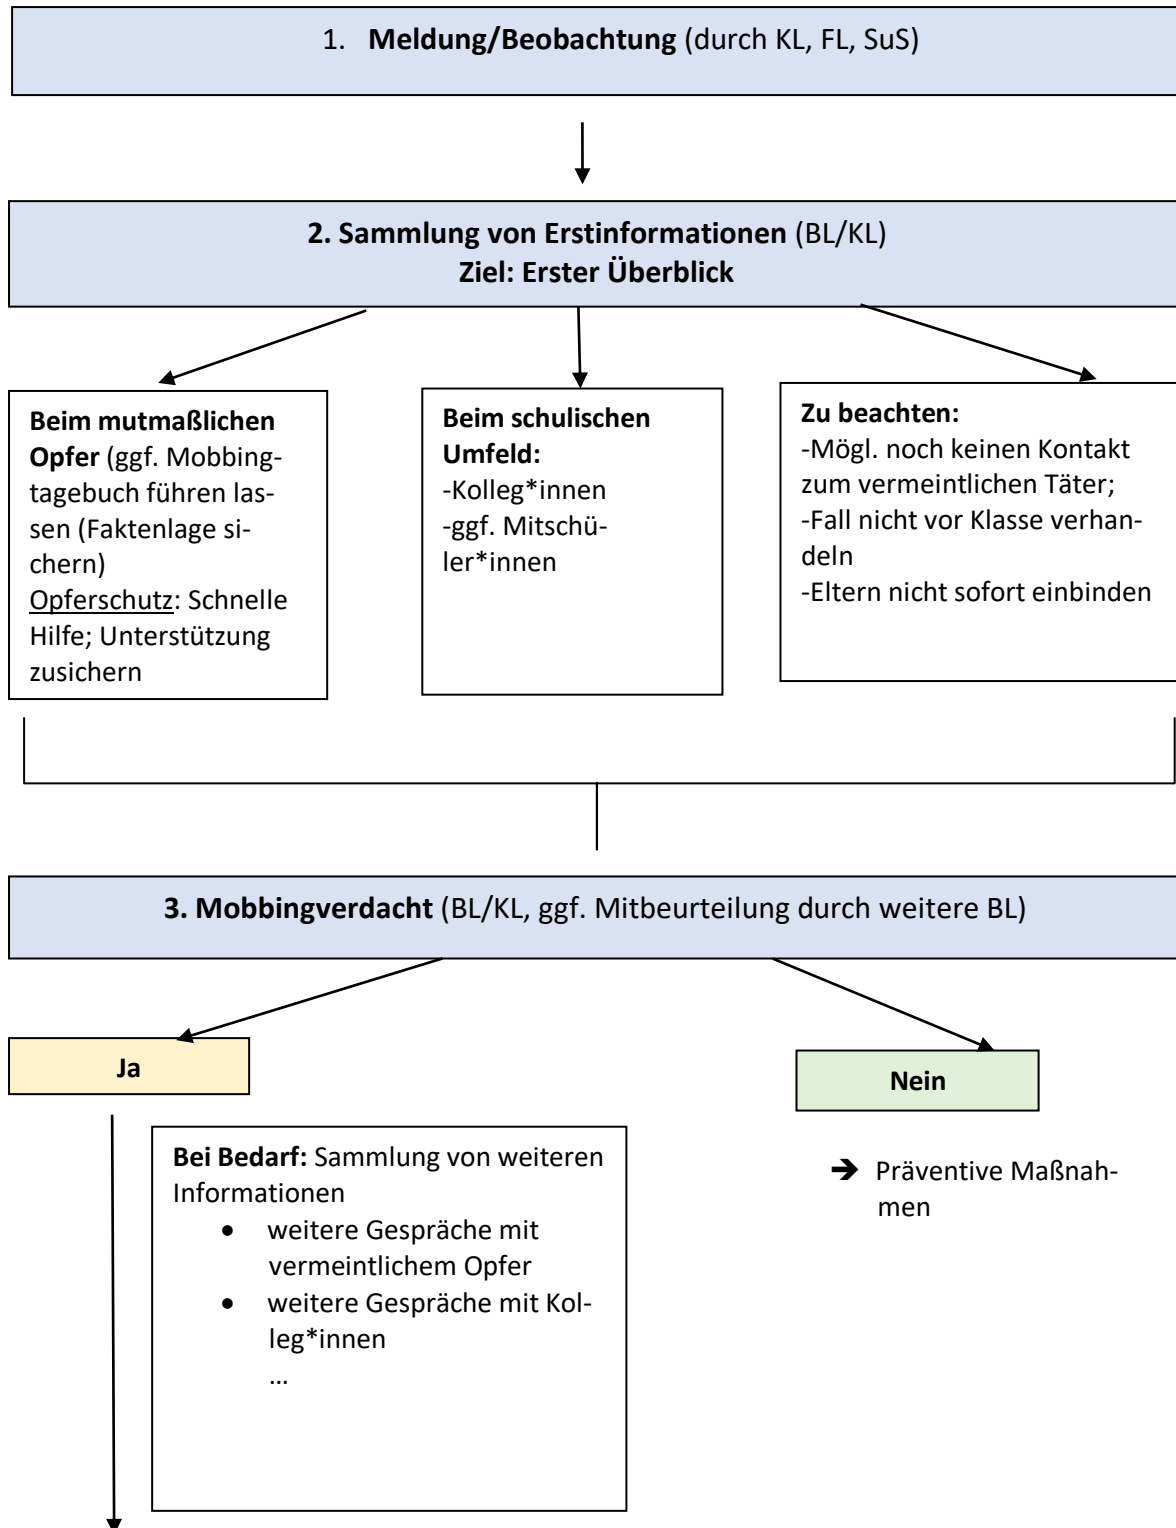 1. Meldung/Beobachtung (durch KL, FL, SuS)
2. Sammlung von Erstinformationen (BL/KL)
Ziel: Erster Überblick
Beim mutmaßlichen
Opfer (ggf. Mobbing-
tagebuch führen las-
sen (Faktenlage si-
chern)
Opferschutz: Schnelle
Hilfe; Unterstützung
zusichern
Beim schulischen
Umfeld:
-Kolleg*innen
-ggf. Mitschü-
ler*innen
Zu beachten:
-Mögl. noch keinen Kontakt
zum vermeintlichen Täter;
-Fall nicht vor Klasse verhan-
deln
-Eltern nicht sofort einbinden
3. Mobbingverdacht (BL/KL, ggf. Mitbeurteilung durch weitere BL)
Ja
Nein
Bei Bedarf: Sammlung von weiteren
Informationen
• weitere Gespräche mit
vermeintlichem Opfer
• weitere Gespräche mit Kol-
leg*innen
...
➔ Präventive Maßnah-
men